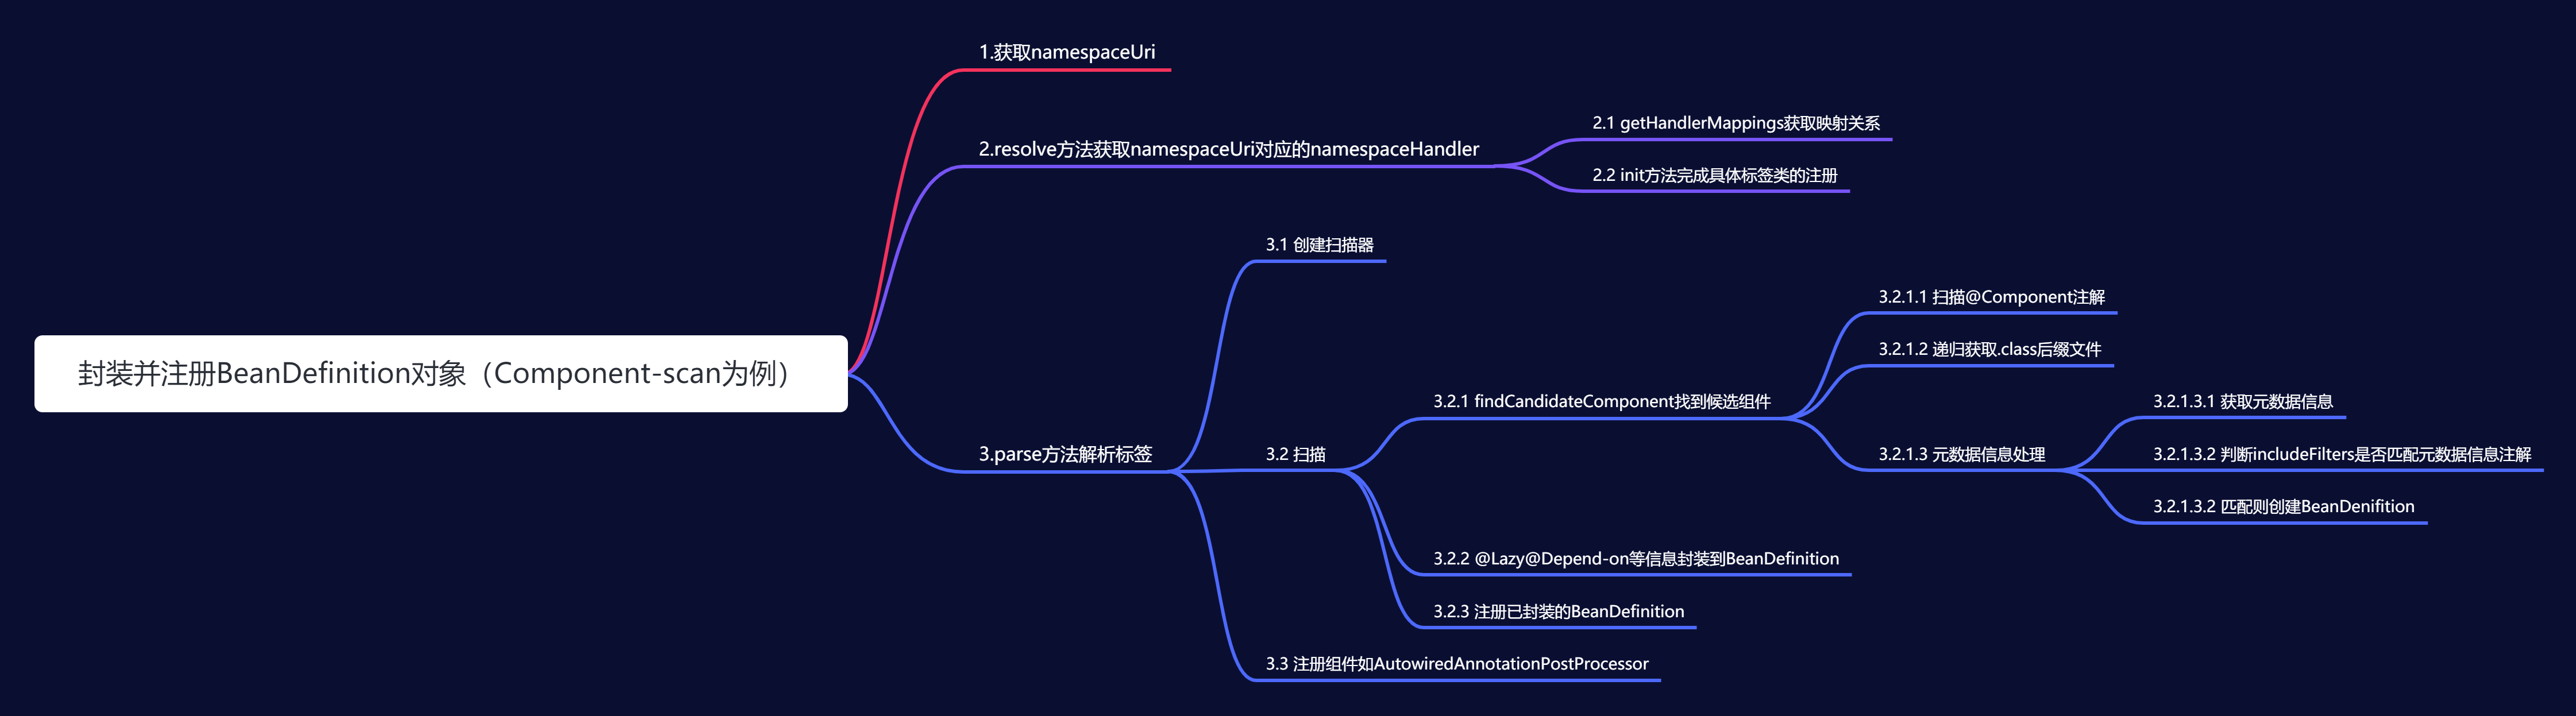 封装并注册BeanDefinition对象（Component-scan为例）
1.获取namespaceUri
2.resolve方法获取namespaceUri对应的namespaceHandler
2.1 getHandlerMappings获取映射关系
2.2 init方法完成具体标签类的注册
3.parse方法解析标签
3.1 创建扫描器
3.2 扫描
3.2.1 findCandidateComponent找到候选组件
3.2.1.1 扫描@Component注解
3.2.1.2 递归获取.class后缀文件
3.2.1.3 元数据信息处理
3.2.1.3.1 获取元数据信息
3.2.1.3.2 判断includeFilters是否匹配元数据信息注解
3.2.1.3.2 匹配则创建BeanDenifition
3.2.2 @Lazy@Depend-on等信息封装到BeanDefinition
3.2.3 注册已封装的BeanDefinition
3.3 注册组件如AutowiredAnnotationPostProcessor